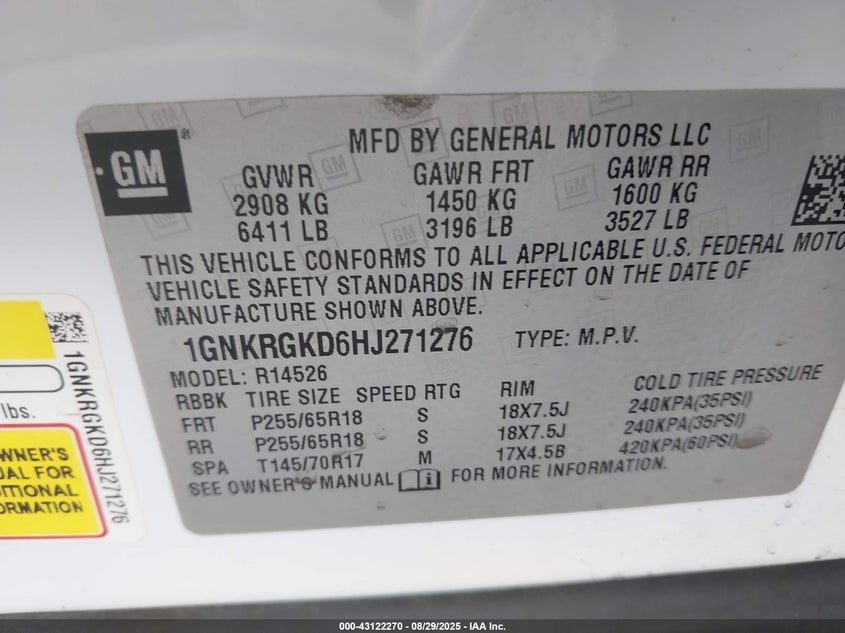 GM ®
MFD BY GENERAL MOTORS LLC
GVWR GAWR FRT GAWR RR
2908 KG 1450 KG 1600 KG
6411 LB 3196 LB 3527 LB
THIS VEHICLE CONFORMS TO ALL APPLICABLE U.S. FEDERAL MOTO
VEHICLE SAFETY STANDARDS IN EFFECT ON THE DATE OF
MANUFACTURE SHOWN ABOVE.
1GNKRGKD6HJ271276 TYPE: M.P.V.
MODEL: R14526
RBBK TIRE SIZE SPEED RTG RIM COLD TIRE PRESSURE
FRT P255/65R18 S 18X7.5J 240KPA(35PSI)
RR P255/65R18 S 18X7.5J 240KPA(35PSI)
SPA T145/70R17 M 17X4.5B 420KPA(60PSI)
SEE OWNER'S MANUAL FOR MORE INFORMATION.
lbs.
OWNER'S
UAL FOR
DITIONAL
ORMATION
1GNKRGKD6HJ271276
000-43122270 - 08/29/2025 - IAA Inc.